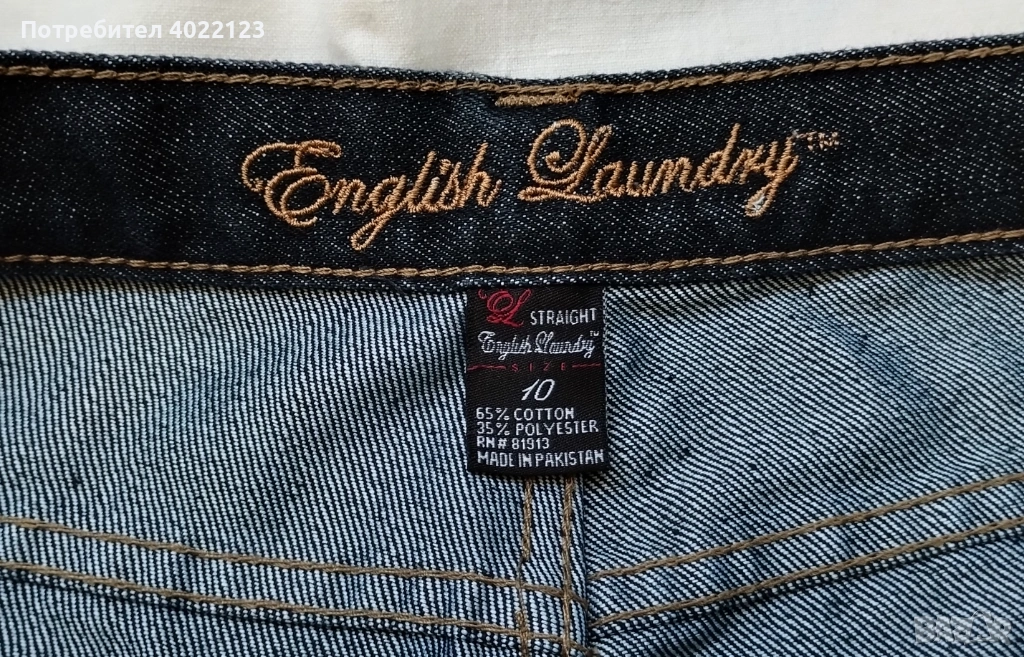 Потребител 4022123
English Laundry™
L STRAIGHT
English Laundry™
SIZE
10
65% COTTON
35% POLYESTER
RN# 81913
MADE IN PAKISTAN